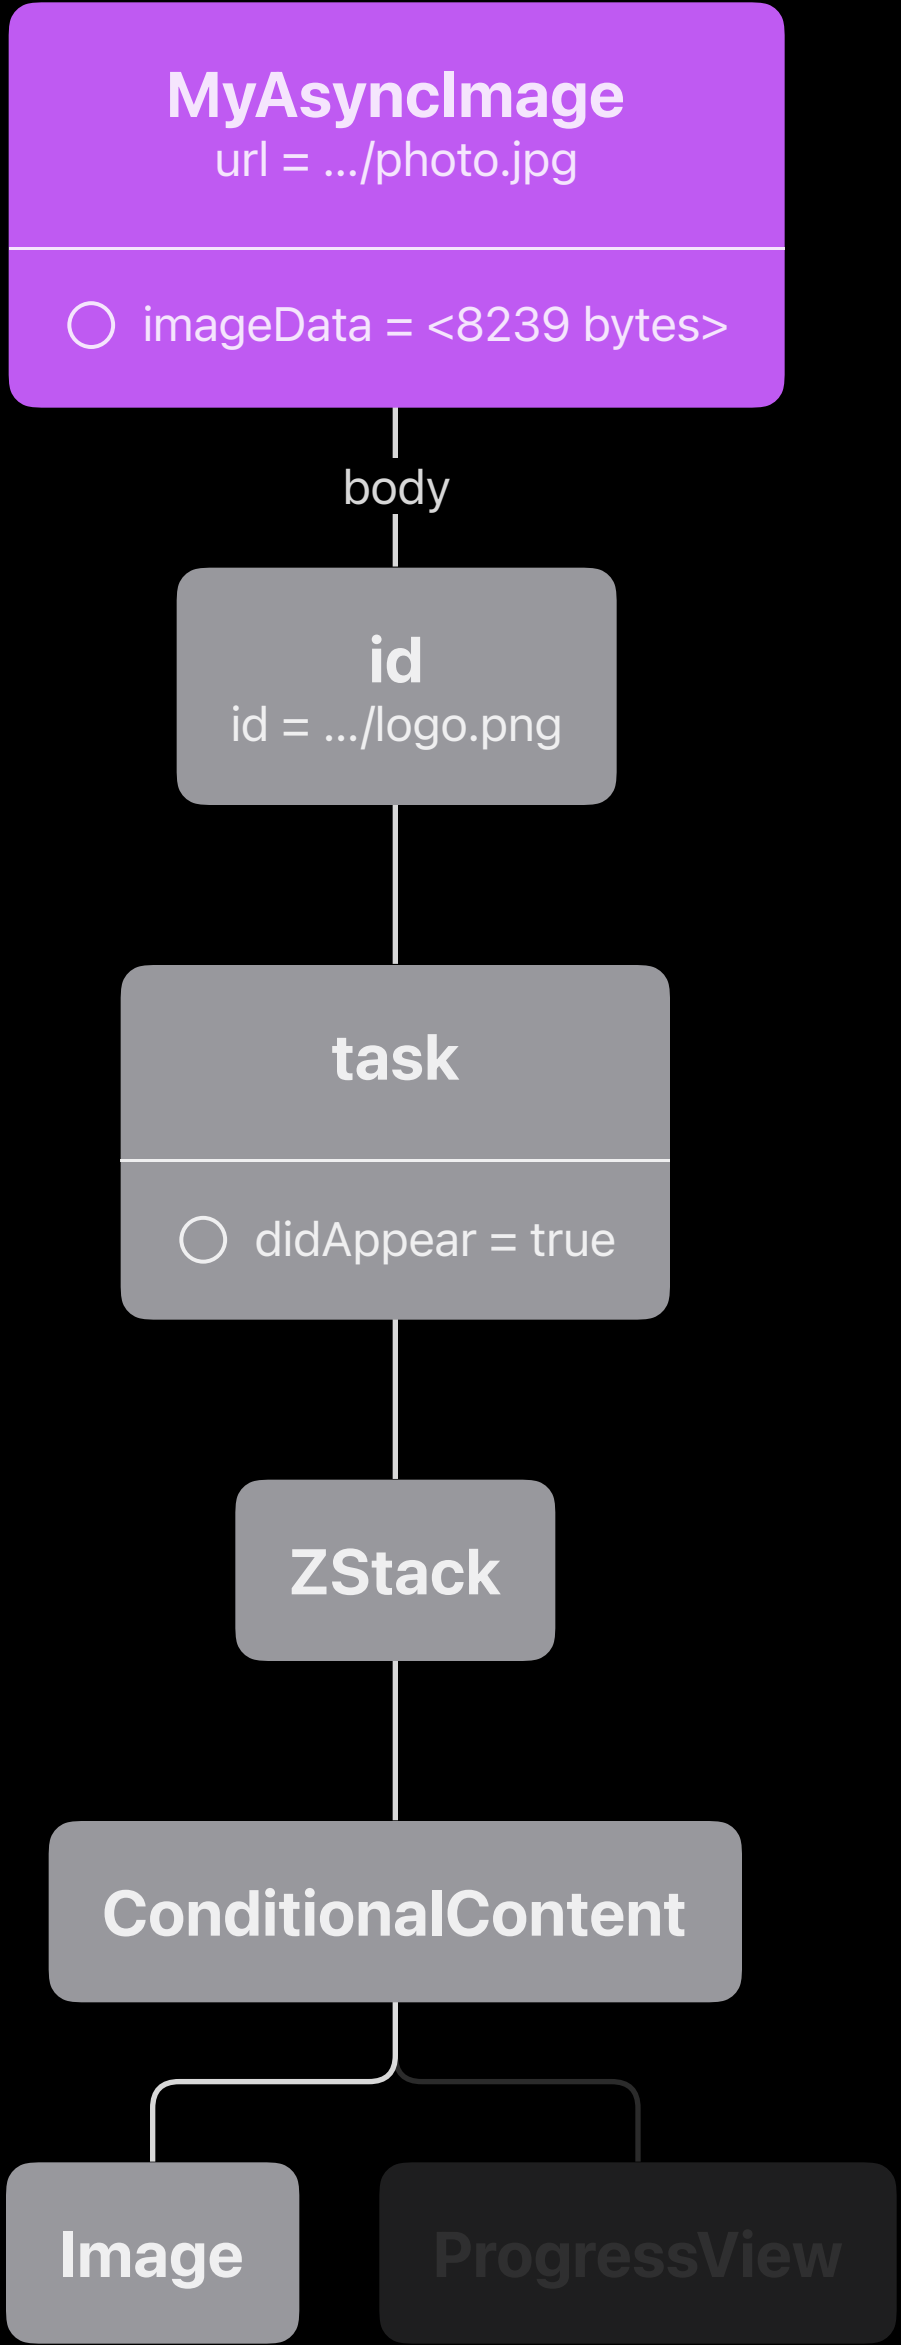 MyAsyncImage
url = .../photo.jpg
imageData = <8239 bytes>
body
id
id = .../logo.png
task
didAppear = true
ZStack
ConditionalContent
Image
ProgressView